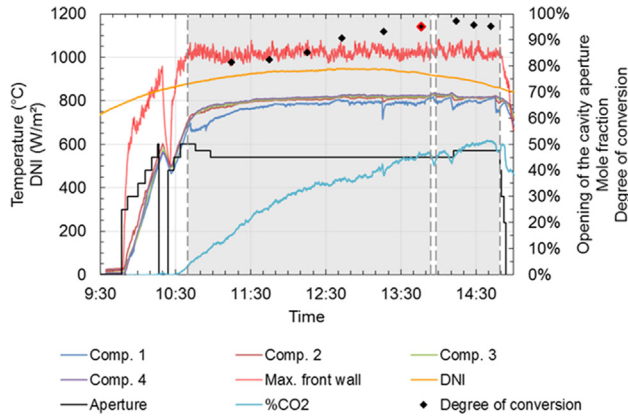 1200
1000
800
600
400
200
0
Temperature (°C)
DNI (W/m²)
100%
90%
80%
70%
60%
50%
40%
30%
20%
10%
0%
Opening of the cavity aperture
Mole fraction
Degree of conversion
9:30 10:30 11:30 12:30 13:30 14:30
Time
Comp. 1 Comp. 2 Comp. 3
Comp. 4 Max. front wall DNI
Aperture %CO2 Degree of conversion